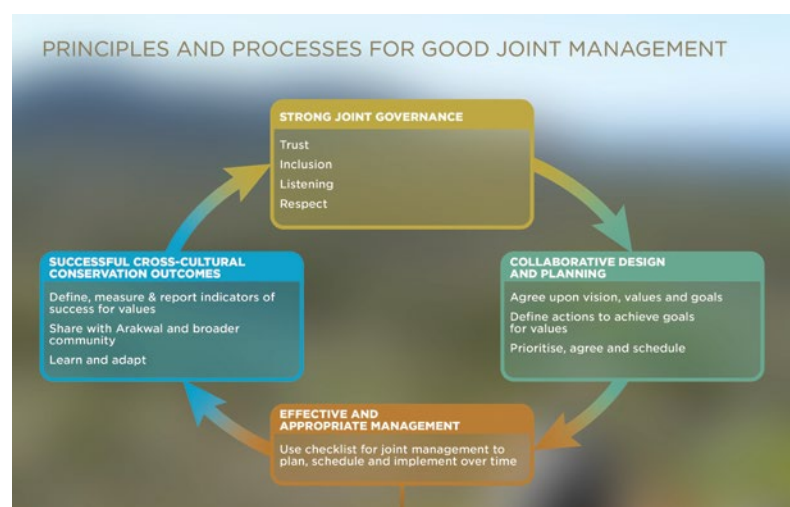 PRINCIPLES AND PROCESSES FOR GOOD JOINT MANAGEMENT
STRONG JOINT GOVERNANCE
Trust
Inclusion
Listening
Respect
COLLABORATIVE DESIGN
AND PLANNING
Agree upon vision, values and goals
Define actions to achieve goals
for values
Prioritise, agree and schedule
EFFECTIVE AND
APPROPRIATE MANAGEMENT
Use checklist for joint management to
plan, schedule and implement over time
SUCCESSFUL CROSS-CULTURAL
CONSERVATION OUTCOMES
Define, measure & report indicators of
success for values
Share with Arakwal and broader
community
Learn and adapt